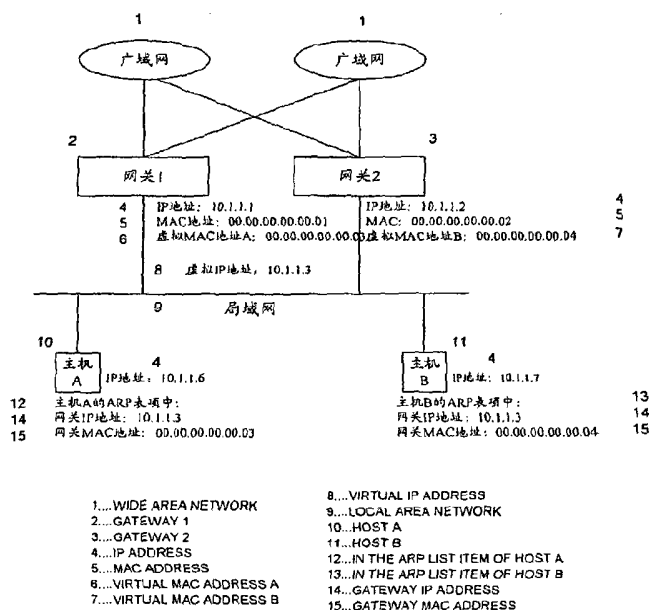 1
1
广域网
广域网
2
3
网关1
网关2
4 IP地址: 10.1.1.1
IP地址: 10.1.1.2 4
5 MAC地址: 00.00.00.00.00.01
MAC: 00.00.00.00.00.02 5
6 虚拟MAC地址A: 00.00.00.00.00.03
虚拟MAC地址B: 00.00.00.00.00.04 7
8 虚拟IP地址, 10.1.1.3
9 局域网
10
11
主机
A
4
IP地址: 10.1.1.6
主机
B
4
IP地址: 10.1.1.7
12 主机A的ARP表项中:
14 网关IP地址: 10.1.1.3
15 网关MAC地址: 00.00.00.00.00.03
主机B的ARP表项中: 13
网关IP地址: 10.1.1.3 14
网关MAC地址: 00.00.00.00.00.04 15
1....WIDE AREA NETWORK
2....GATEWAY 1
3....GATEWAY 2
4....IP ADDRESS
5....MAC ADDRESS
6....VIRTUAL MAC ADDRESS A
7....VIRTUAL MAC ADDRESS B
8....VIRTUAL IP ADDRESS
9....LOCAL AREA NETWORK
10...HOST A
11...HOST B
12...IN THE ARP LIST ITEM OF HOST A
13...IN THE ARP LIST ITEM OF HOST B
14...GATEWAY IP ADDRESS
15...GATEWAY MAC ADDRESS